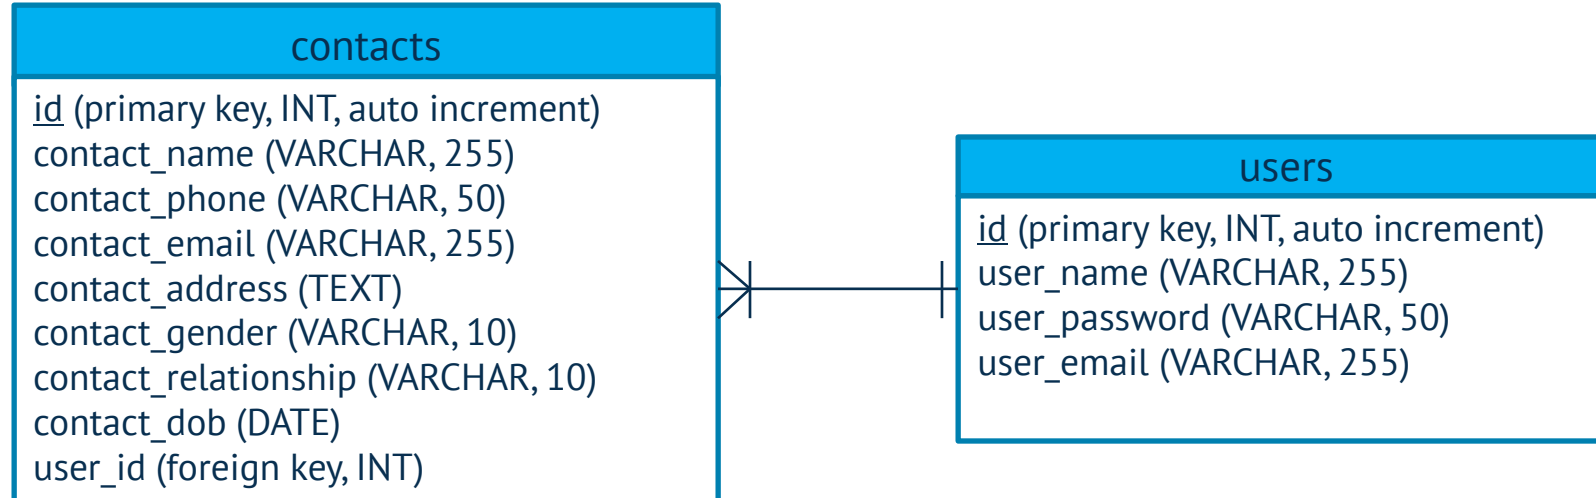 contacts
id (primary key, INT, auto increment)
contact_name (VARCHAR, 255)
contact_phone (VARCHAR, 50)
contact_email (VARCHAR, 255)
contact_address (TEXT)
contact_gender (VARCHAR, 10)
contact_relationship (VARCHAR, 10)
contact_dob (DATE)
user_id (foreign key, INT)
users
id (primary key, INT, auto increment)
user_name (VARCHAR, 255)
user_password (VARCHAR, 50)
user_email (VARCHAR, 255)